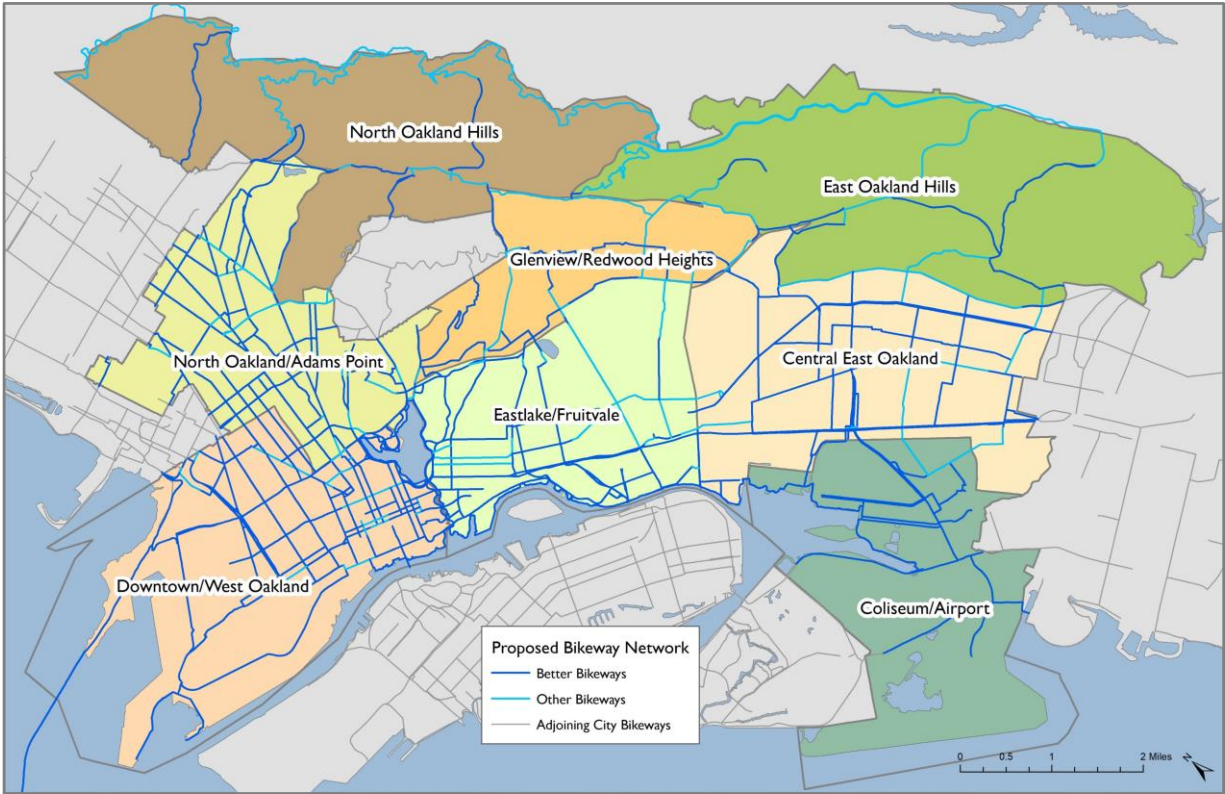 North Oakland Hills
East Oakland Hills
Glenview/Redwood Heights
North Oakland/Adams Point
Central East Oakland
Eastlake/Fruitvale
Downtown/West Oakland
Coliseum/Airport
Proposed Bikeway Network
Better Bikeways
Other Bikeways
Adjoining City Bikeways
0 0.5 1 2 Miles
N